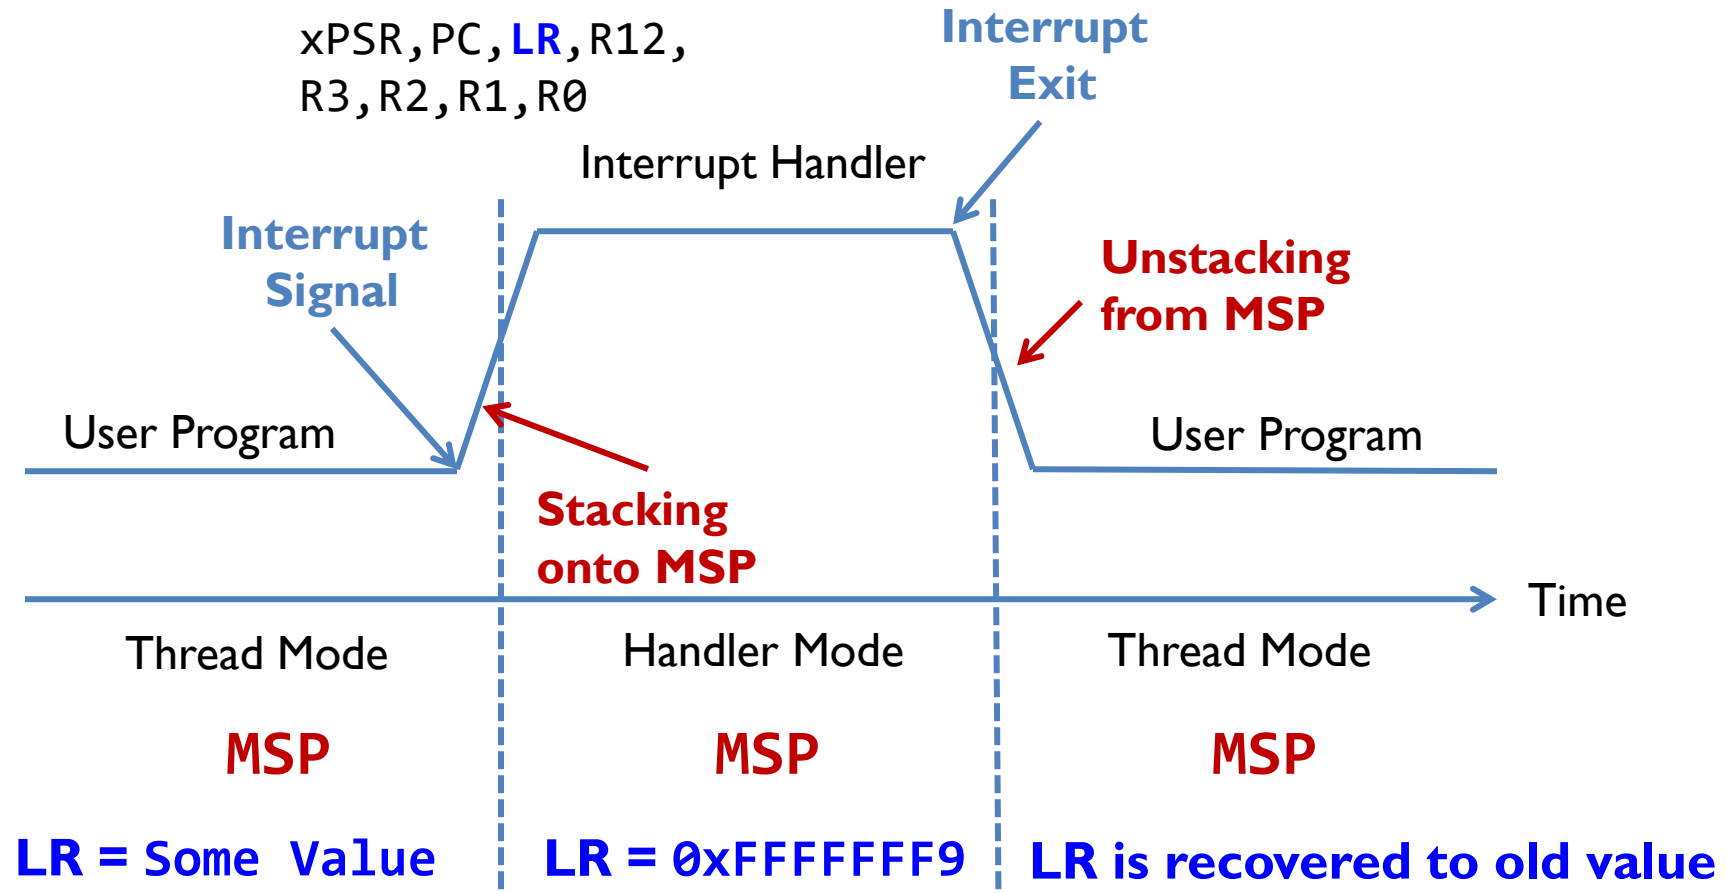 xPSR,PC,LR,R12,
R3,R2,R1,R0
Interrupt
Exit
Interrupt Handler
Interrupt
Signal
Unstacking
from MSP
User Program
User Program
Stacking
onto MSP
Time
Thread Mode
Handler Mode
Thread Mode
MSP
MSP
MSP
LR = Some Value
LR = 0xFFFFFFF9
LR is recovered to old value